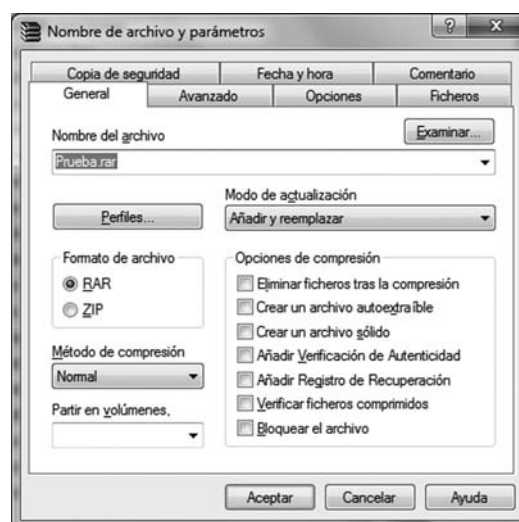 Nombre de archivo y parámetros
Copia de seguridad Fecha y hora Comentario
General Avanzado Opciones Ficheros
Nombre del archivo Examinar...
Prueba.rar
Modo de actualización
Perfiles... Añadir y reemplazar
Formato de archivo
RAR
ZIP
Método de compresión
Normal
Partir en volúmenes,
Opciones de compresión
Eliminar ficheros tras la compresión
Crear un archivo autoextraíble
Crear un archivo sólido
Añadir Verificación de Autenticidad
Añadir Registro de Recuperación
Verificar ficheros comprimidos
Bloquear el archivo
Aceptar Cancelar Ayuda